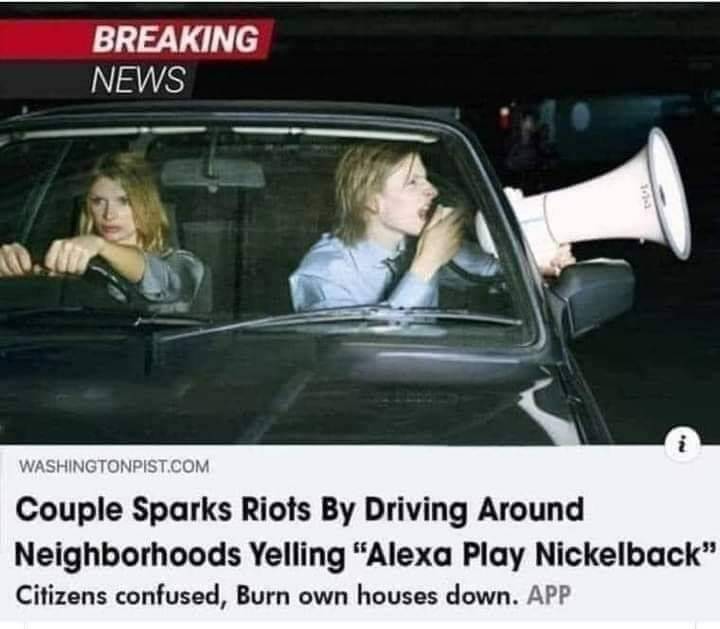 BREAKING
NEWS
i
WASHINGTONPIST.COM
Couple Sparks Riots By Driving Around
Neighborhoods Yelling “Alexa Play Nickelback”
Citizens confused, Burn own houses down. APP